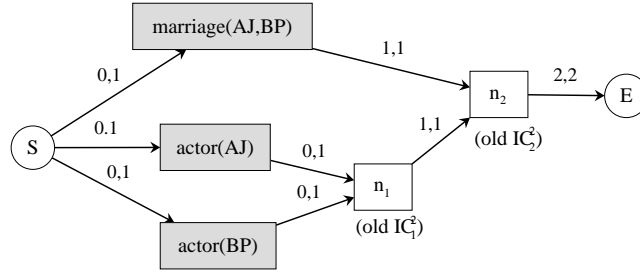 marriage(AJ,BP)
1,1
2,2
0,1
n₂
E
1,1
0.1
S
actor(AJ)
0,1
(old IC²₂)
0,1
0,1
n₁
actor(BP)
(old IC²₁)